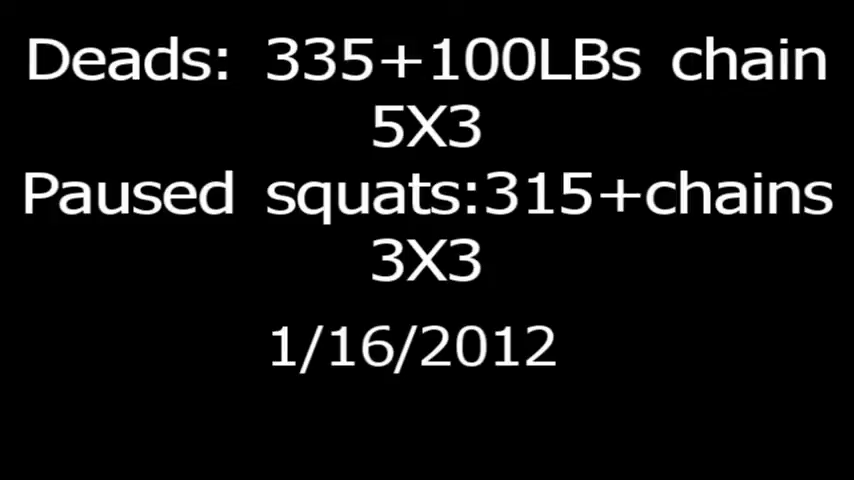 Deads: 335+100LBs chain
5X3
Paused squats:315+chains
3X3
1/16/2012